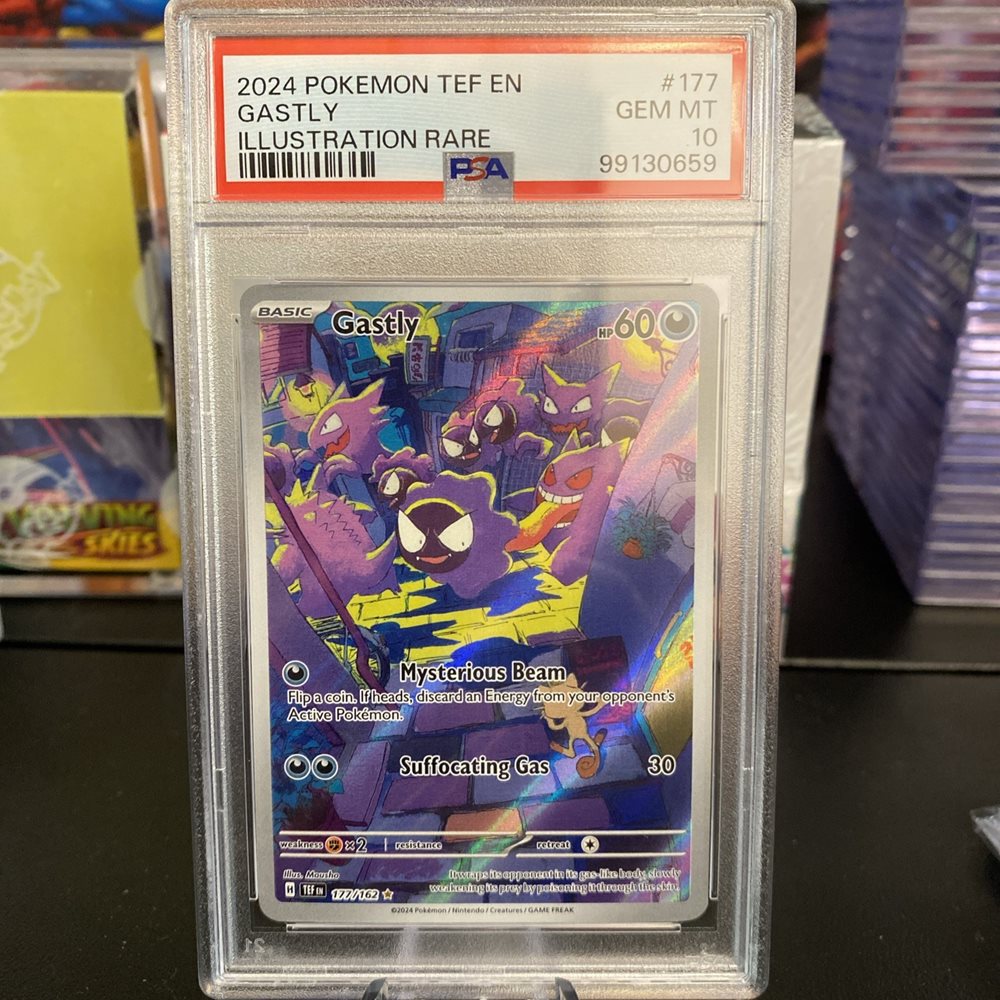 2024 POKEMON TEF EN #177
GASTLY GEM MT
ILLUSTRATION RARE 10
PSA 99130659
BASIC Gastly HP60
Mysterious Beam
Flip a coin. If heads, discard an Energy from your opponent's
Active Pokémon.
Suffocating Gas 30
weakness ×2 resistance retreat
Illus. Mousho
It wraps its opponent in its gas-like body, slowly
weakening its prey by poisoning it through the skin.
H TEF EN 177/162
©2024 Pokémon / Nintendo / Creatures / GAME FREAK
SKIES